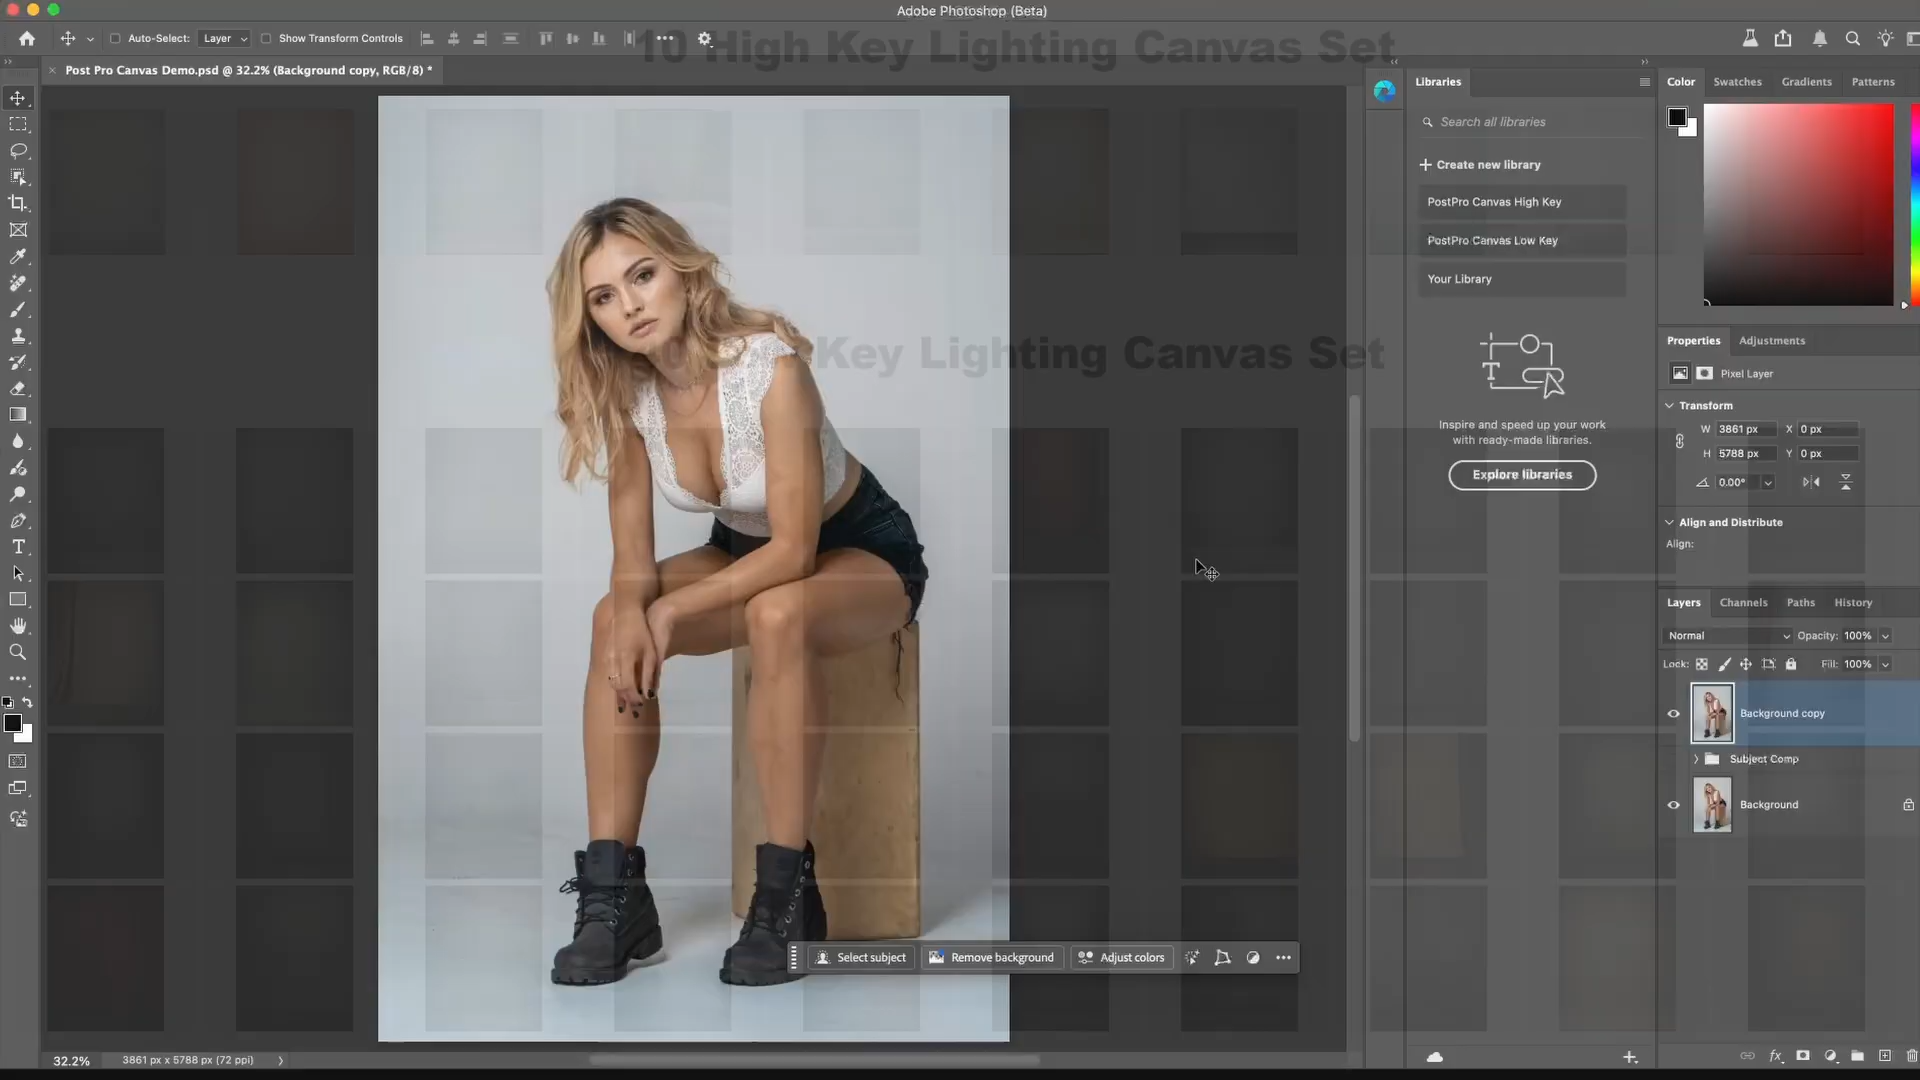 Adobe Photoshop (Beta)
Auto-Select: Layer Show Transform Controls
10 High Key Lighting Canvas Set
Post Pro Canvas Demo.psd @ 32.2% (Background copy, RGB/8) *
Libraries
Color Swatches Gradients Patterns
Search all libraries
Create new library
PostPro Canvas High Key
PostPro Canvas Low Key
Your Library
Key Lighting Canvas Set
Properties Adjustments
Pixel Layer
Transform
W 3861 px X 0 px
H 5788 px Y 0 px
0.00°
Inspire and speed up your work
with ready-made libraries.
Explore libraries
Align and Distribute
Align:
Layers Channels Paths History
Normal Opacity: 100%
Lock: Fill: 100%
Background copy
Subject Comp
Background
Select subject Remove background Adjust colors
32.2% 3861 px x 5788 px (72 ppi)